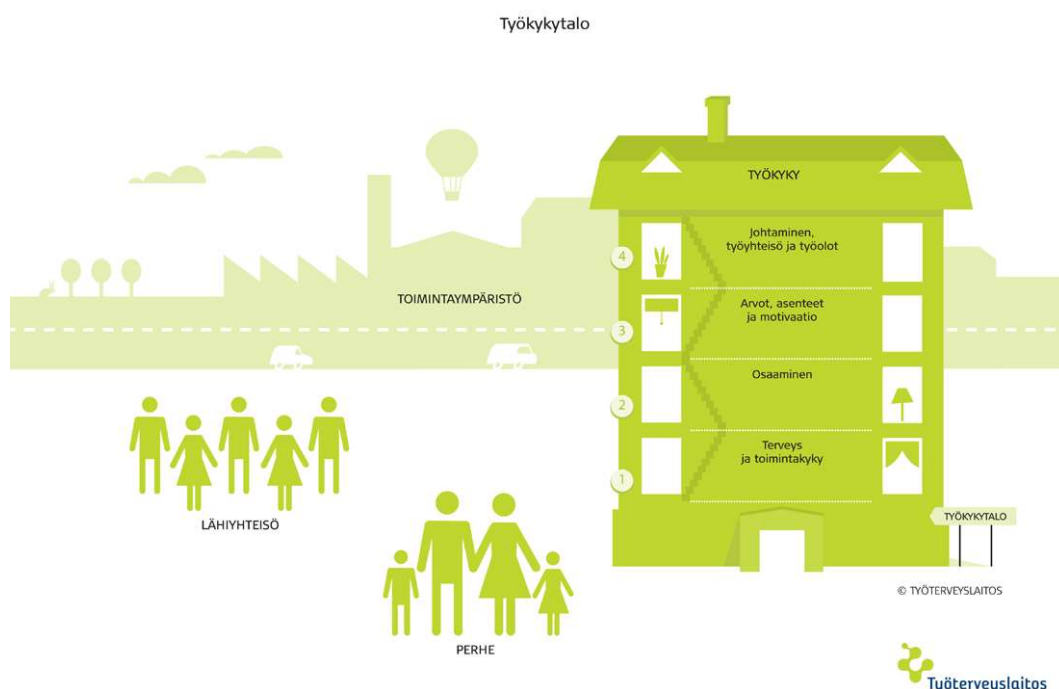 Työkykytalo
TYÖKYKY
Johtaminen,
työyhteisö ja työolot
4
TOIMINTAYMPÄRISTÖ
Arvot, asenteet
ja motivaatio
3
Osaaminen
2
Terveys
ja toimintakyky
1
LÄHIYHTEISÖ
TYÖKYKYTALO
© TYÖTERVEYSLAITOS
PERHE
Työterveyslaitos